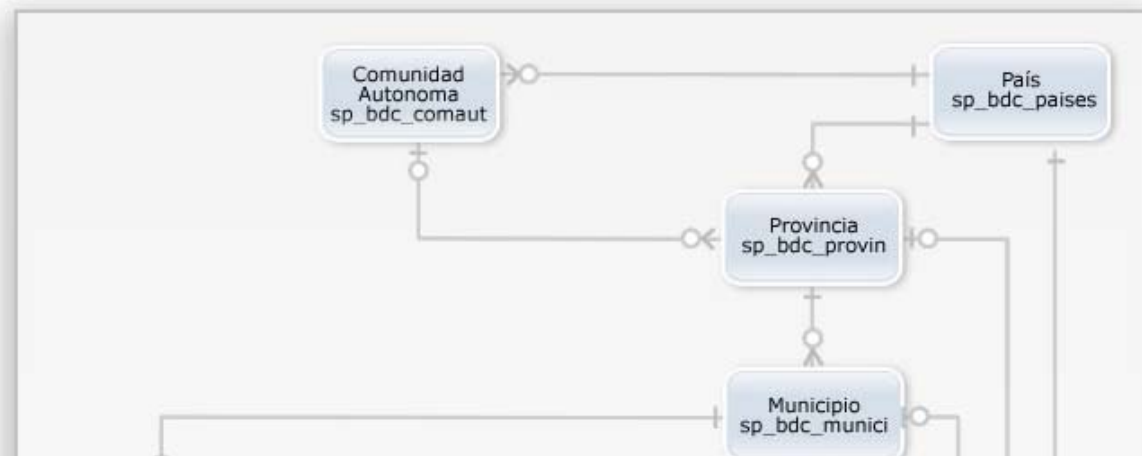 Comunidad
Autonoma
sp_bdc_comaut
País
sp_bdc_paises
Provincia
sp_bdc_provin
Municipio
sp_bdc_munici